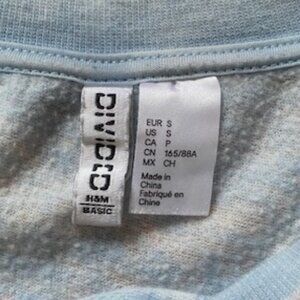 DIVIDED
H&M
BASIC
EUR S
US S
CA P
CN 165/88A
MX CH
Made in
China
Fabriqué en
Chine